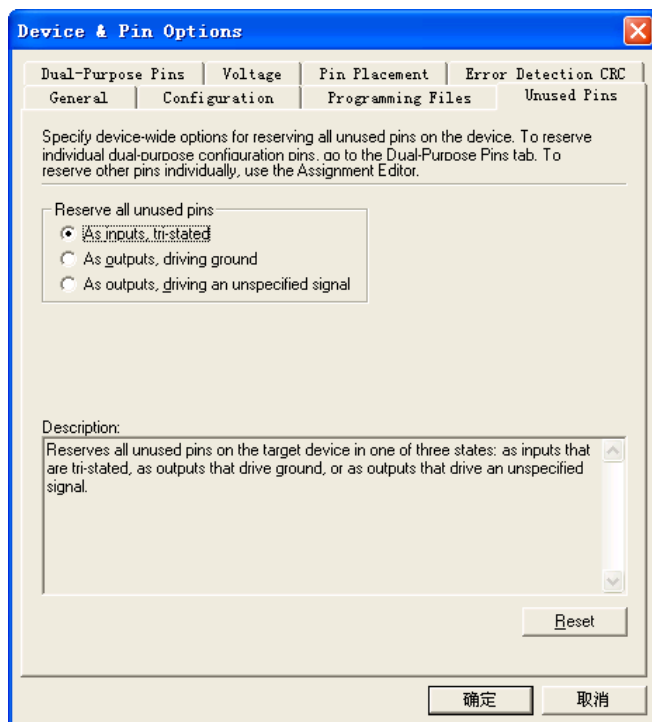 Device & Pin Options
Dual-Purpose Pins
Voltage
Pin Placement
Error Detection CRC
General
Configuration
Programming Files
Unused Pins
Specify device-wide options for reserving all unused pins on the device. To reserve
individual dual-purpose configuration pins, go to the Dual-Purpose Pins tab. To
reserve other pins individually, use the Assignment Editor.
Reserve all unused pins
As inputs, tri-stated
As outputs, driving ground
As outputs, driving an unspecified signal
Description:
Reserves all unused pins on the target device in one of three states: as inputs that
are tri-stated, as outputs that drive ground, or as outputs that drive an unspecified
signal.
Reset
确定
取消